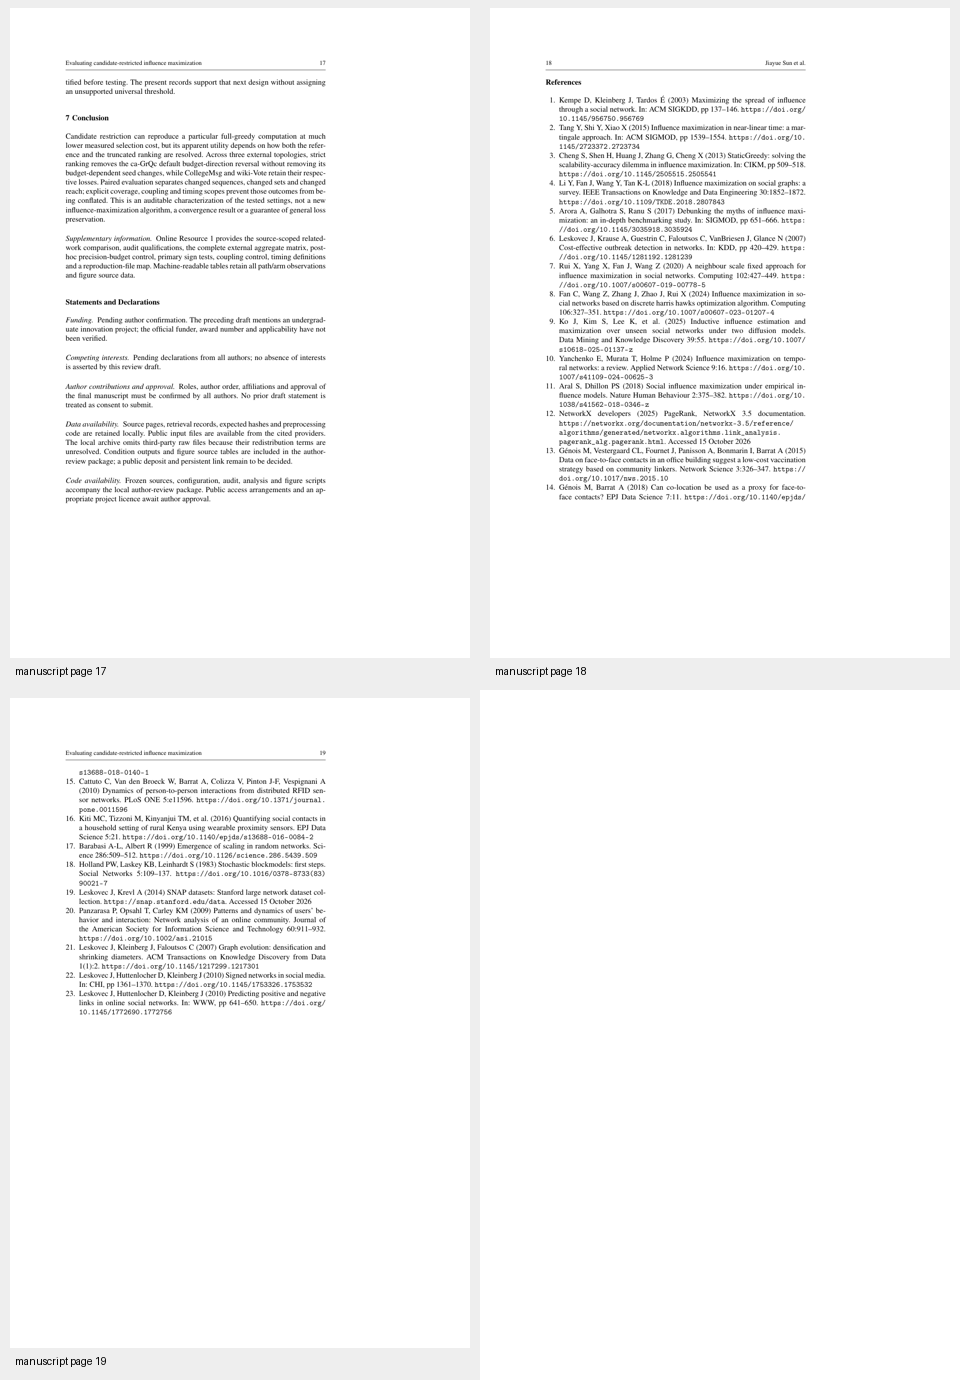 Evaluating candidate-restricted influence maximization 17
tified before testing. The present records support that next design without assigning
an unsupported universal threshold.
7 Conclusion
Candidate restriction can reproduce a particular full-greedy computation at much
lower measured selection cost, but its apparent utility depends on how both the refer-
ence and the truncated ranking are resolved. Across three external topologies, strict
ranking removes the ca-GrQc default budget-direction reversal without removing its
budget-dependent seed changes, while CollegeMsg and wiki-Vote retain their respec-
tive losses. Paired evaluation separates changed sequences, changed sets and changed
reach; explicit coverage, coupling and timing scopes prevent those outcomes from be-
ing conflated. This is an auditable characterization of the tested settings, not a new
influence-maximization algorithm, a convergence result or a guarantee of general loss
preservation.
Supplementary information. Online Resource 1 provides the source-scoped related-
work comparison, audit qualifications, the complete external aggregate matrix, post-
hoc precision-budget control, primary sign tests, coupling control, timing definitions
and a reproduction-file map. Machine-readable tables retain all path/arm observations
and figure source data.
Statements and Declarations
Funding. Pending author confirmation. The preceding draft mentions an undergrad-
uate innovation project; the official funder, award number and applicability have not
been verified.
Competing interests. Pending declarations from all authors; no absence of interests
is asserted by this review draft.
Author contributions and approval. Roles, author order, affiliations and approval of
the final manuscript must be confirmed by all authors. No prior draft statement is
treated as consent to submit.
Data availability. Source pages, retrieval records, expected hashes and preprocessing
code are retained locally. Public input files are available from the cited providers.
The local archive omits third-party raw files because their redistribution terms are
unresolved. Condition outputs and figure source tables are included in the author-
review package; a public deposit and persistent link remain to be decided.
Code availability. Frozen sources, configuration, audit, analysis and figure scripts
accompany the local author-review package. Public access arrangements and an ap-
propriate project licence await author approval.
manuscript page 17
18 Jiayue Sun et al.
References
1. Kempe D, Kleinberg J, Tardos É (2003) Maximizing the spread of influence
through a social network. In: ACM SIGKDD, pp 137–146. https://doi.org/
10.1145/956750.956769
2. Tang Y, Shi Y, Xiao X (2015) Influence maximization in near-linear time: a mar-
tingale approach. In: ACM SIGMOD, pp 1539–1554. https://doi.org/10.
1145/2723372.2723734
3. Cheng S, Shen H, Huang J, Zhang G, Cheng X (2013) StaticGreedy: solving the
scalability-accuracy dilemma in influence maximization. In: CIKM, pp 509–518.
https://doi.org/10.1145/2505515.2505541
4. Li Y, Fan J, Wang Y, Tan K-L (2018) Influence maximization on social graphs: a
survey. IEEE Transactions on Knowledge and Data Engineering 30:1852–1872.
https://doi.org/10.1109/TKDE.2018.2807843
5. Arora A, Galhotra S, Ranu S (2017) Debunking the myths of influence maxi-
mization: an in-depth benchmarking study. In: SIGMOD, pp 651–666. https:
//doi.org/10.1145/3035918.3035924
6. Leskovec J, Krause A, Guestrin C, Faloutsos C, VanBriesen J, Glance N (2007)
Cost-effective outbreak detection in networks. In: KDD, pp 420–429. https:
//doi.org/10.1145/1281192.1281239
7. Rui X, Yang X, Fan J, Wang Z (2020) A neighbour scale fixed approach for
influence maximization in social networks. Computing 102:427–449. https:
//doi.org/10.1007/s00607-019-00778-5
8. Fan C, Wang Z, Zhang J, Zhao J, Rui X (2024) Influence maximization in so-
cial networks based on discrete harris hawks optimization algorithm. Computing
106:327–351. https://doi.org/10.1007/s00607-023-01207-4
9. Ko J, Kim S, Lee K, et al. (2025) Inductive influence estimation and
maximization over unseen social networks under two diffusion models.
Data Mining and Knowledge Discovery 39:55. https://doi.org/10.1007/
s10618-025-01137-z
10. Yanchenko E, Murata T, Holme P (2024) Influence maximization on tempo-
ral networks: a review. Applied Network Science 9:16. https://doi.org/10.
1007/s41109-024-00625-3
11. Aral S, Dhillon PS (2018) Social influence maximization under empirical in-
fluence models. Nature Human Behaviour 2:375–382. https://doi.org/10.
1038/s41562-018-0346-z
12. NetworkX developers (2025) PageRank, NetworkX 3.5 documentation.
https://networkx.org/documentation/networkx-3.5/reference/
algorithms/generated/networkx.algorithms.link_analysis.
pagerank_alg.pagerank.html. Accessed 15 October 2026
13. Génois M, Vestergaard CL, Fournet J, Panisson A, Bonmarin I, Barrat A (2015)
Data on face-to-face contacts in an office building suggest a low-cost vaccination
strategy based on community linkers. Network Science 3:326–347. https://
doi.org/10.1017/nws.2015.10
14. Génois M, Barrat A (2018) Can co-location be used as a proxy for face-to-
face contacts? EPJ Data Science 7:11. https://doi.org/10.1140/epjds/
manuscript page 18
Evaluating candidate-restricted influence maximization 19
s13688-018-0140-1
15. Cattuto C, Van den Broeck W, Barrat A, Colizza V, Pinton J-F, Vespignani A
(2010) Dynamics of person-to-person interactions from distributed RFID sen-
sor networks. PLoS ONE 5:e11596. https://doi.org/10.1371/journal.
pone.0011596
16. Kiti MC, Tizzoni M, Kinyanjui TM, et al. (2016) Quantifying social contacts in
a household setting of rural Kenya using wearable proximity sensors. EPJ Data
Science 5:21. https://doi.org/10.1140/epjds/s13688-016-0084-2
17. Barabasi A-L, Albert R (1999) Emergence of scaling in random networks. Sci-
ence 286:509–512. https://doi.org/10.1126/science.286.5439.509
18. Holland PW, Laskey KB, Leinhardt S (1983) Stochastic blockmodels: first steps.
Social Networks 5:109–137. https://doi.org/10.1016/0378-8733(83)
90021-7
19. Leskovec J, Krevl A (2014) SNAP datasets: Stanford large network dataset col-
lection. https://snap.stanford.edu/data. Accessed 15 October 2026
20. Panzarasa P, Opsahl T, Carley KM (2009) Patterns and dynamics of users' be-
havior and interaction: Network analysis of an online community. Journal of
the American Society for Information Science and Technology 60:911–932.
https://doi.org/10.1002/asi.21015
21. Leskovec J, Kleinberg J, Faloutsos C (2007) Graph evolution: densification and
shrinking diameters. ACM Transactions on Knowledge Discovery from Data
1(1):2. https://doi.org/10.1145/1217299.1217301
22. Leskovec J, Huttenlocher D, Kleinberg J (2010) Signed networks in social media.
In: CHI, pp 1361–1370. https://doi.org/10.1145/1753326.1753532
23. Leskovec J, Huttenlocher D, Kleinberg J (2010) Predicting positive and negative
links in online social networks. In: WWW, pp 641–650. https://doi.org/
10.1145/1772690.1772756
manuscript page 19